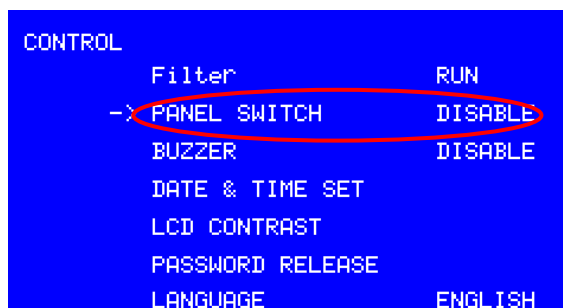 CONTROL
Filter RUN
-> PANEL SWITCH DISABLE
BUZZER DISABLE
DATE & TIME SET
LCD CONTRAST
PASSWORD RELEASE
LANGUAGE ENGLISH